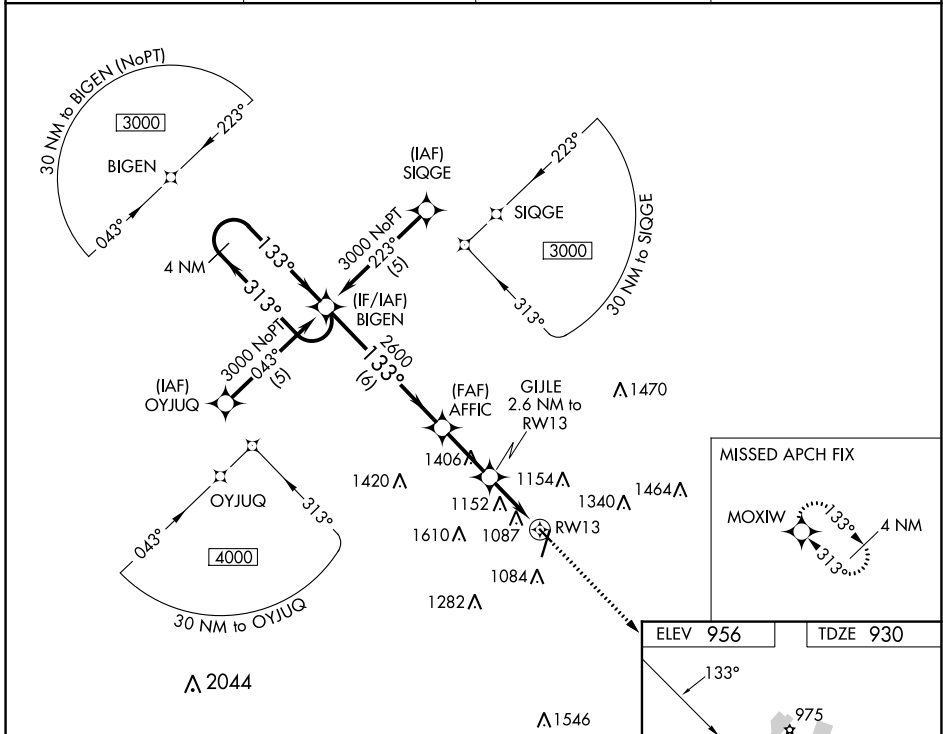 30 NM to BIGEN (NoPT)
3000
223°
BIGEN
043°
(IAF)
SIQGE
223°
SIQGE
3000
313°
30 NM to SIQGE
3000 NoPT
223°
(5)
4 NM
133°
313°
(IF/IAF)
BIGEN
3000 NoPT
043°
(5)
(IAF)
OYJUQ
2600
133°
(6)
(FAF)
AFFIC
GIJLE
2.6 NM to
RW13
1470
1406
1420
1154
1152
1340
1464
1610
1087
RW13
1084
1282
OYJUQ
043°
313°
4000
30 NM to OYJUQ
2044
1546
MISSED APCH FIX
MOXIW
133°
313°
4 NM
ELEV 956
TDZE 930
133°
975